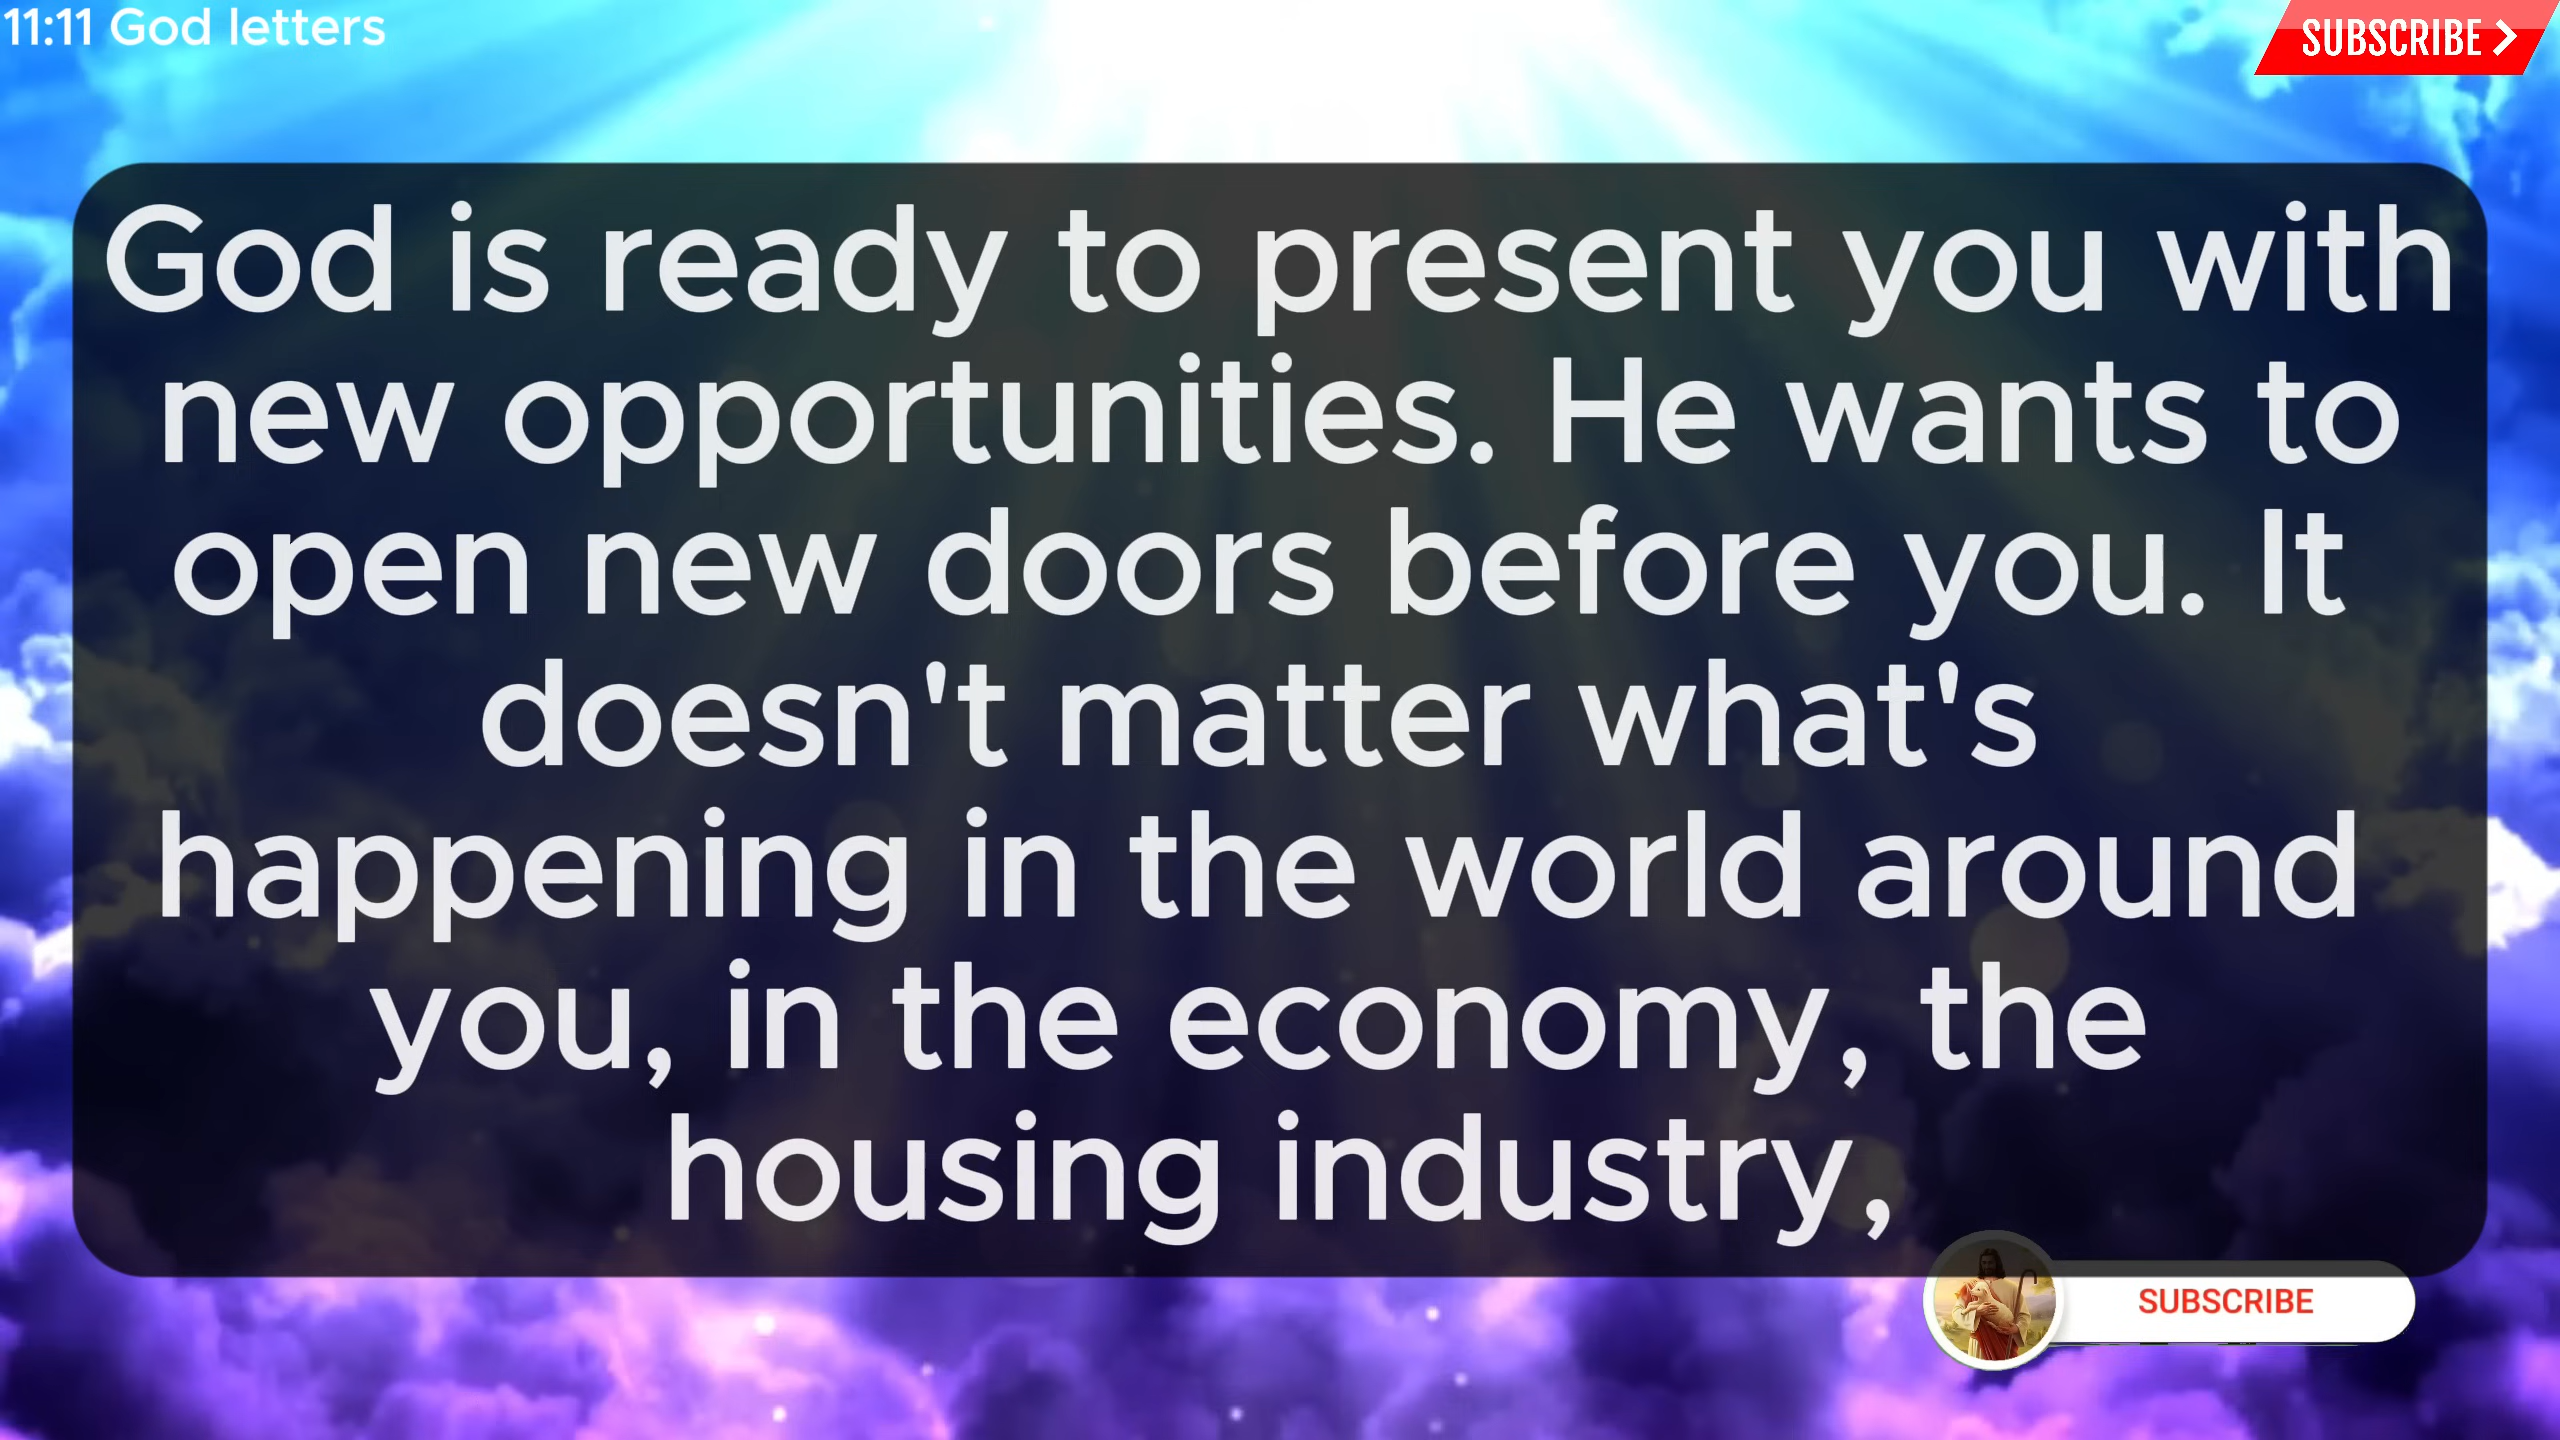 11:11 God letters
SUBSCRIBE
God is ready to present you with
new opportunities. He wants to
open new doors before you. It
doesn't matter what's
happening in the world around
you, in the economy, the
housing industry,
SUBSCRIBE